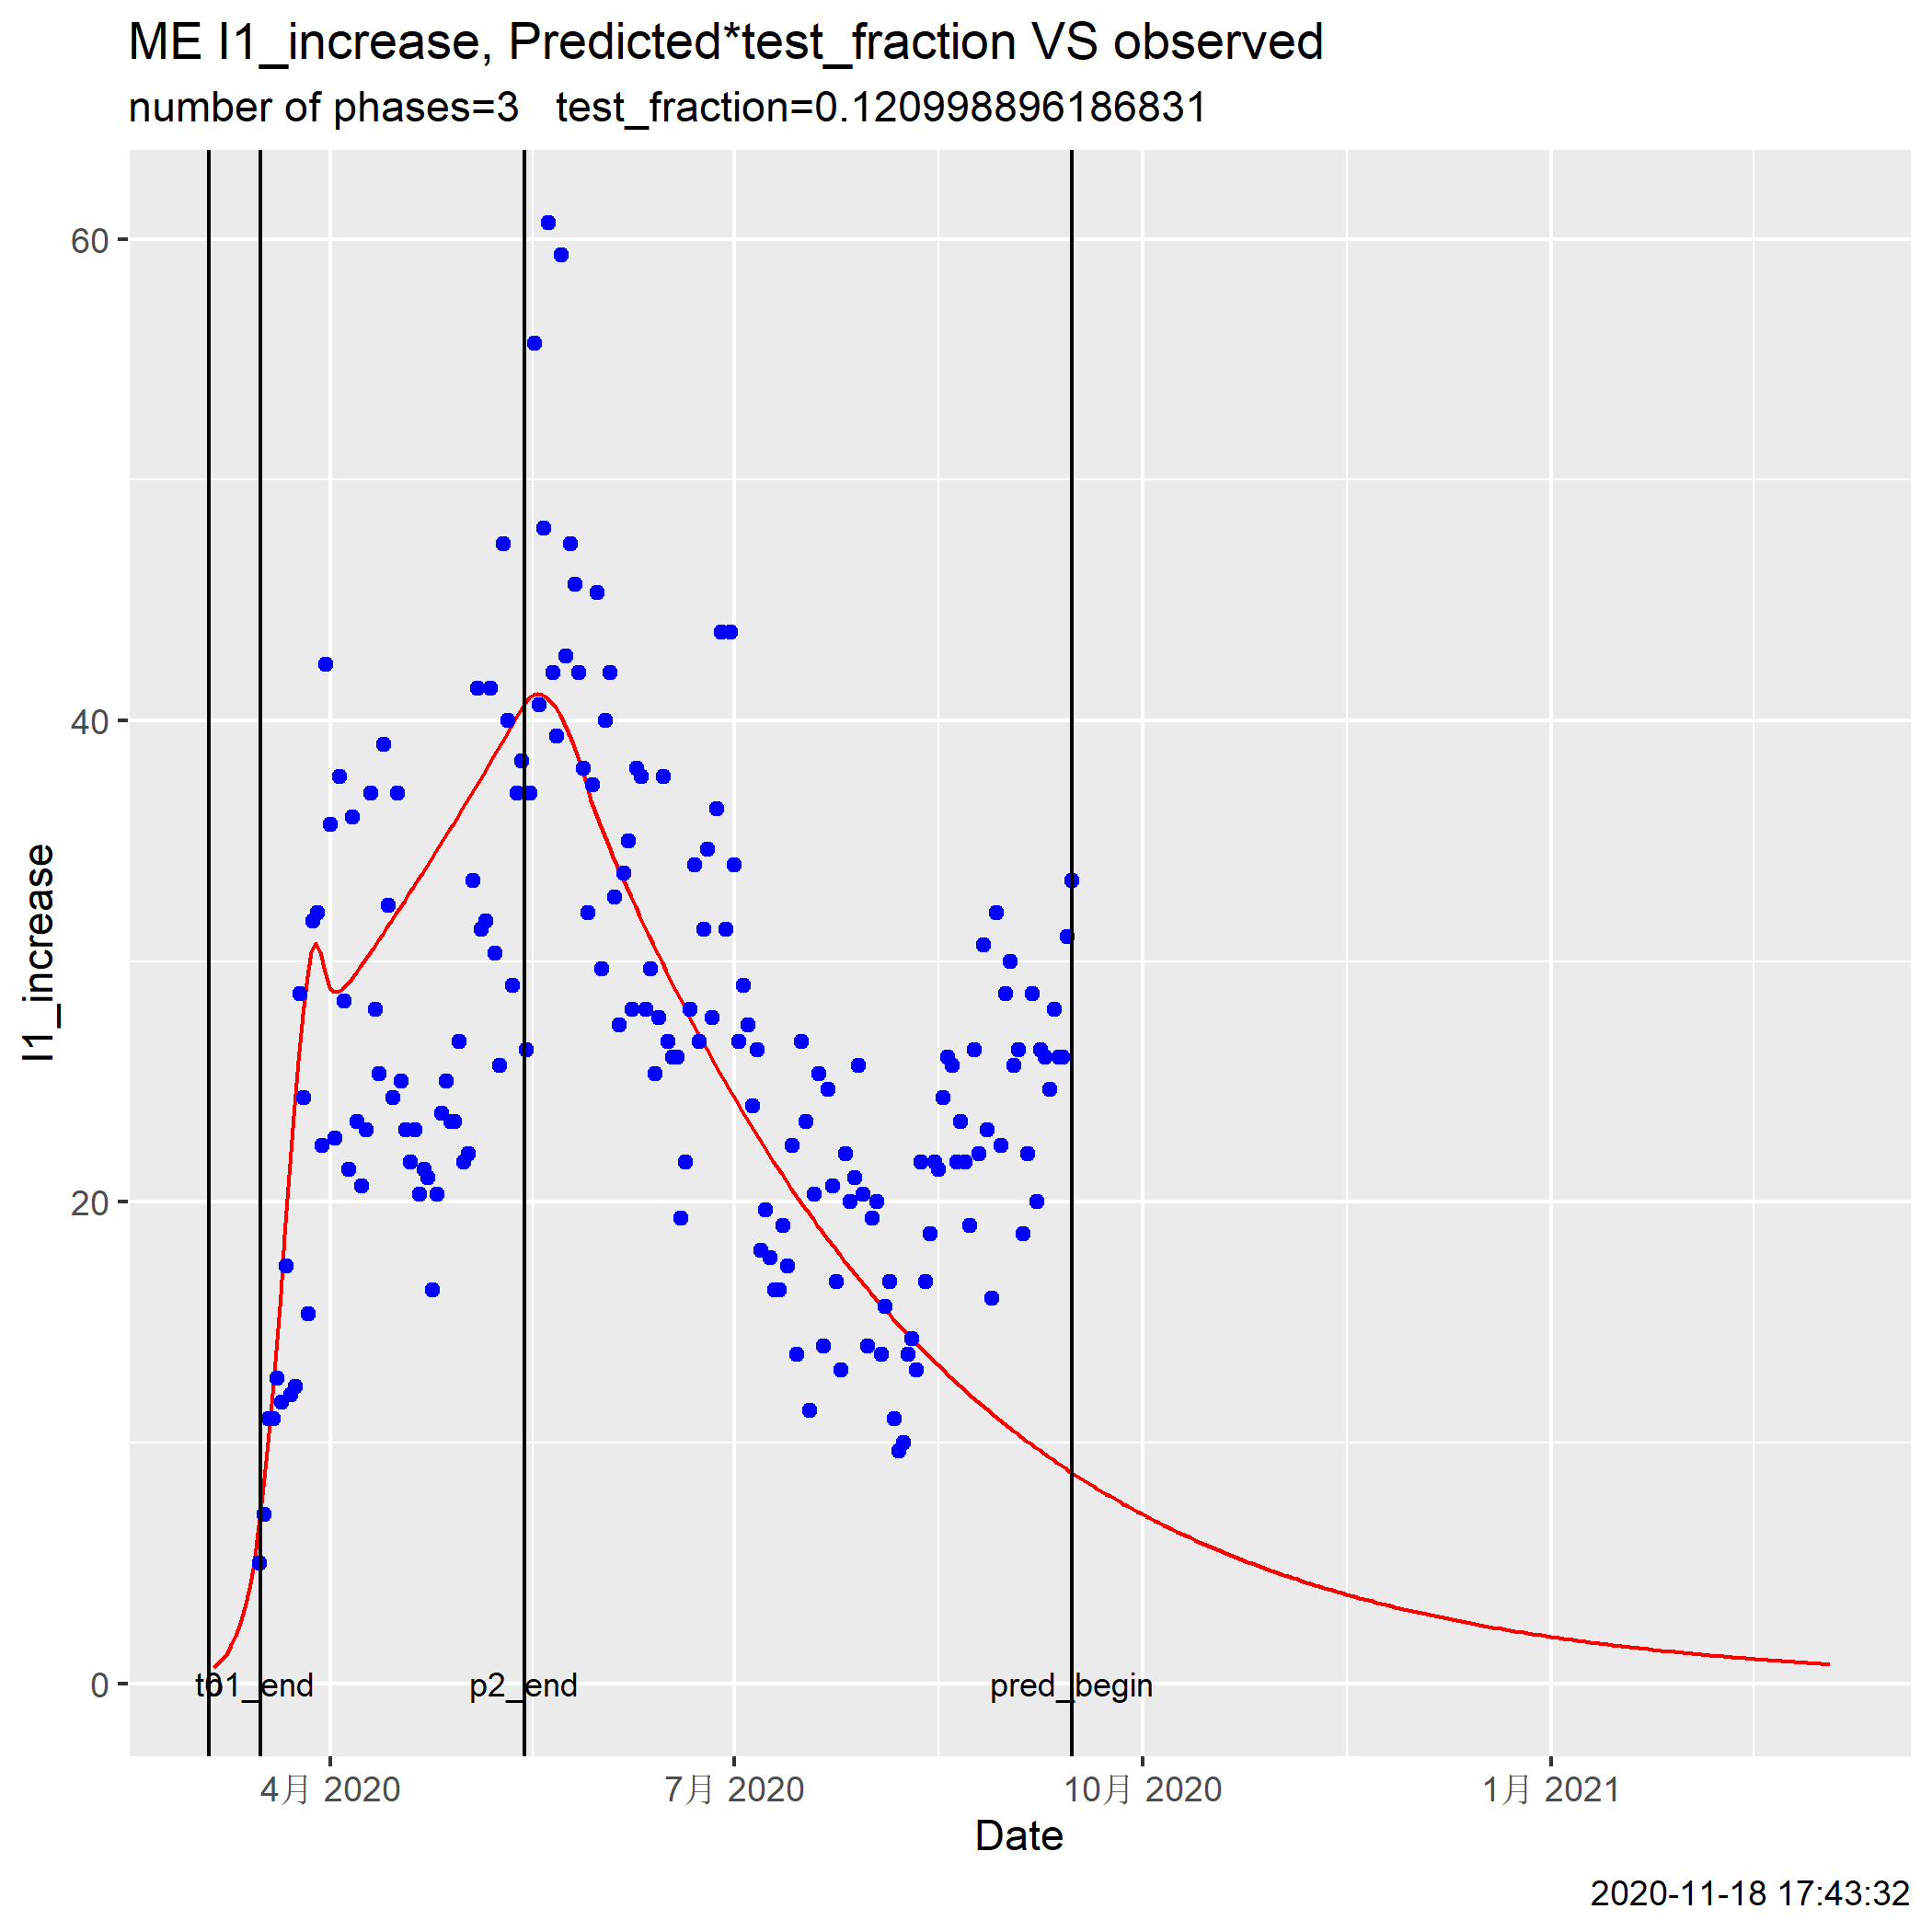 ME I1_increase, Predicted*test_fraction VS observed
number of phases=3   test_fraction=0.120998896186831
I1_increase
60
40
20
0
t0
p1_end
p2_end
pred_begin
4月 2020
7月 2020
10月 2020
1月 2021
Date
2020-11-18 17:43:32